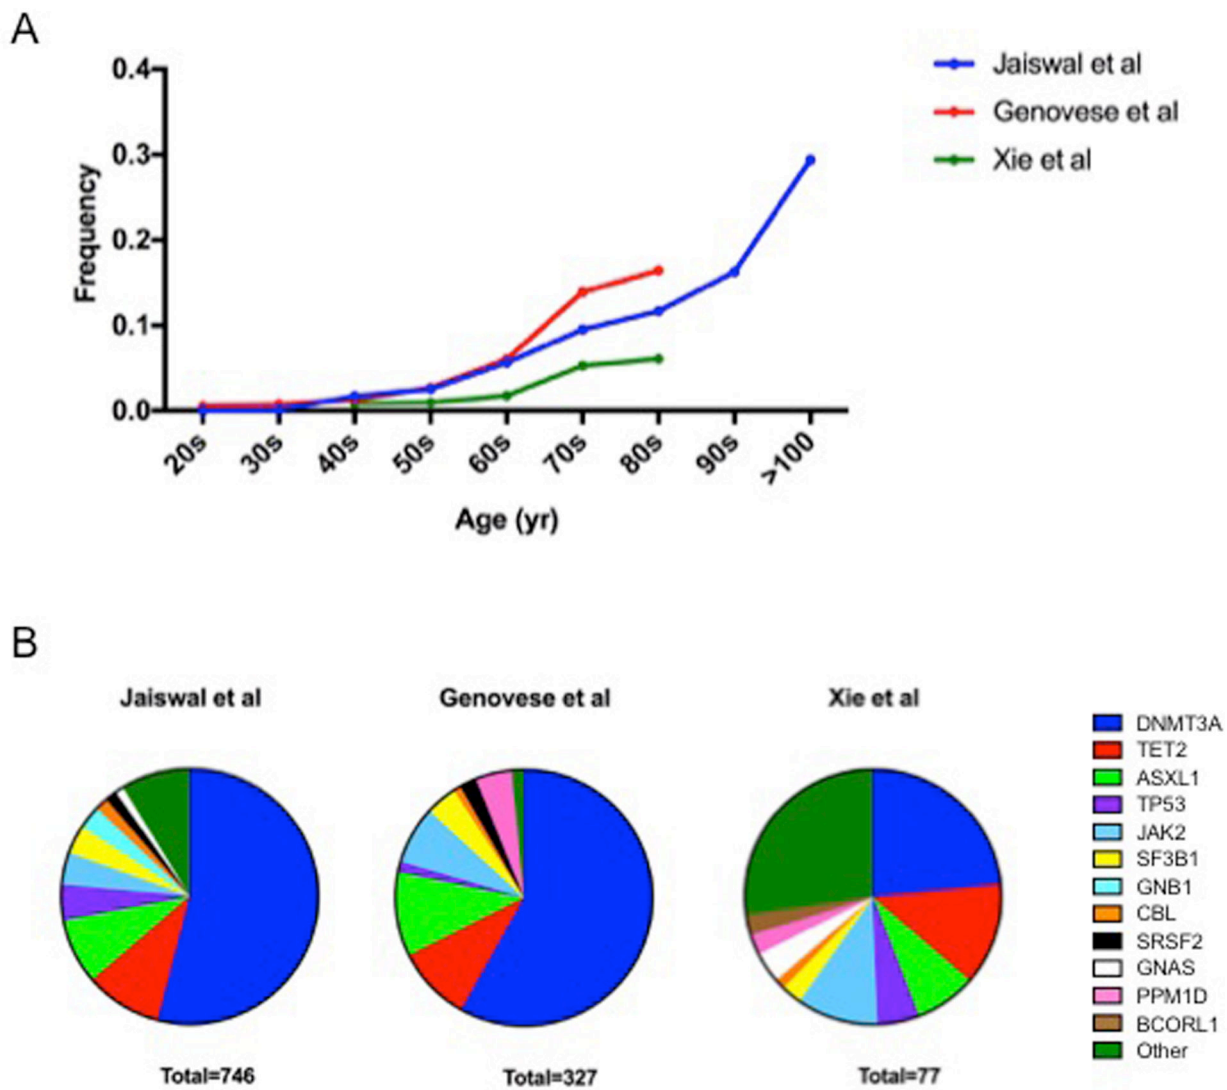 A
0.4
0.3
0.2
0.1
0.0
Frequency
20s
30s
40s
50s
60s
70s
80s
90s
>100
Age (yr)
Jaiswal et al
Genovese et al
Xie et al
B
Jaiswal et al
Genovese et al
Xie et al
DNMT3A
TET2
ASXL1
TP53
JAK2
SF3B1
GNB1
CBL
SRSF2
GNAS
PPM1D
BCORL1
Other
Total=746
Total=327
Total=77